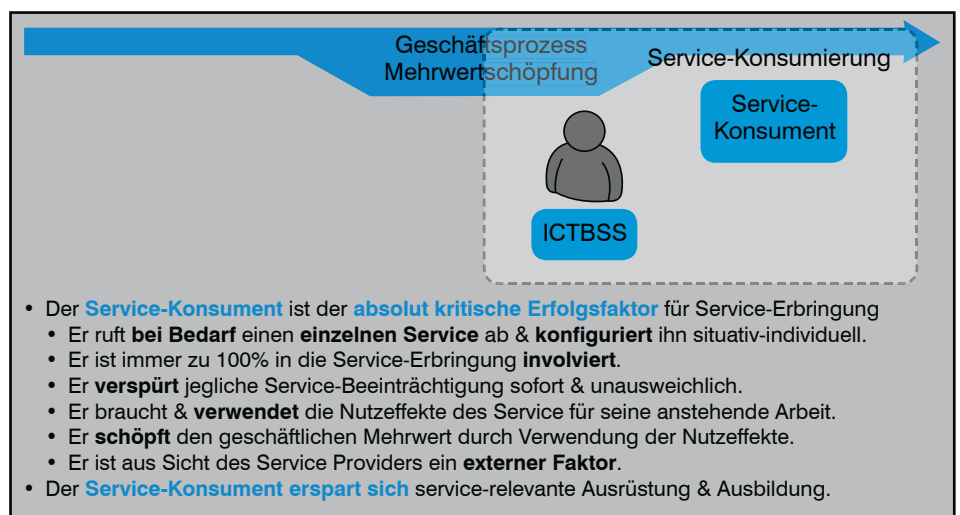 Geschäftsprozess
Mehrwertschöpfung
Service-Konsumierung
Service-
Konsument
ICTBSS
• Der Service-Konsument ist der absolut kritische Erfolgsfaktor für Service-Erbringung
• Er ruft bei Bedarf einen einzelnen Service ab & konfiguriert ihn situativ-individuell.
• Er ist immer zu 100% in die Service-Erbringung involviert.
• Er verspürt jegliche Service-Beeinträchtigung sofort & unausweichlich.
• Er braucht & verwendet die Nutzeffekte des Service für seine anstehende Arbeit.
• Er schöpft den geschäftlichen Mehrwert durch Verwendung der Nutzeffekte.
• Er ist aus Sicht des Service Providers ein externer Faktor.
• Der Service-Konsument erspart sich service-relevante Ausrüstung & Ausbildung.